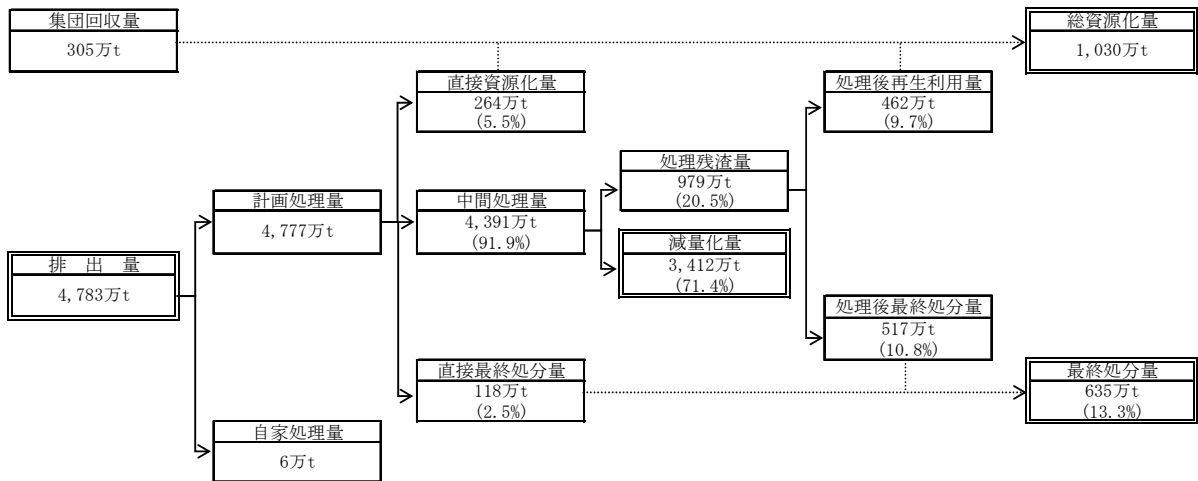 集団回収量
305万t
総資源化量
1,030万t
直接資源化量
264万t
(5.5%)
処理後再生利用量
462万t
(9.7%)
処理残渣量
979万t
(20.5%)
計画処理量
4,777万t
中間処理量
4,391万t
(91.9%)
減量化量
3,412万t
(71.4%)
排 出 量
4,783万t
処理後最終処分量
517万t
(10.8%)
直接最終処分量
118万t
(2.5%)
最終処分量
635万t
(13.3%)
自家処理量
6万t